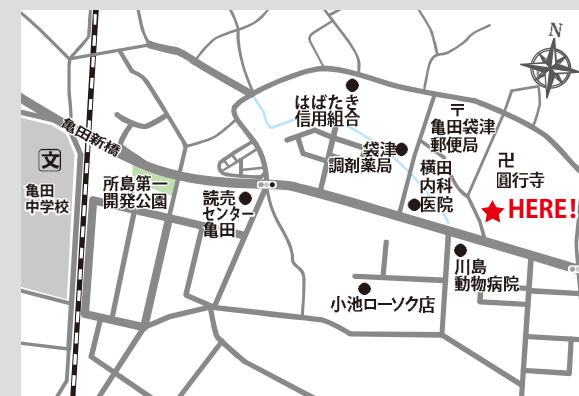 N
はばたき
信用組合
〒
亀田袋津
郵便局
亀田新橋
袋津
調剤薬局
横田
内科
医院
卍
圓行寺
文
亀田
中学校
所島第一
開発公園
読売
センター
亀田
HERE!
川島
動物病院
小池ローソク店